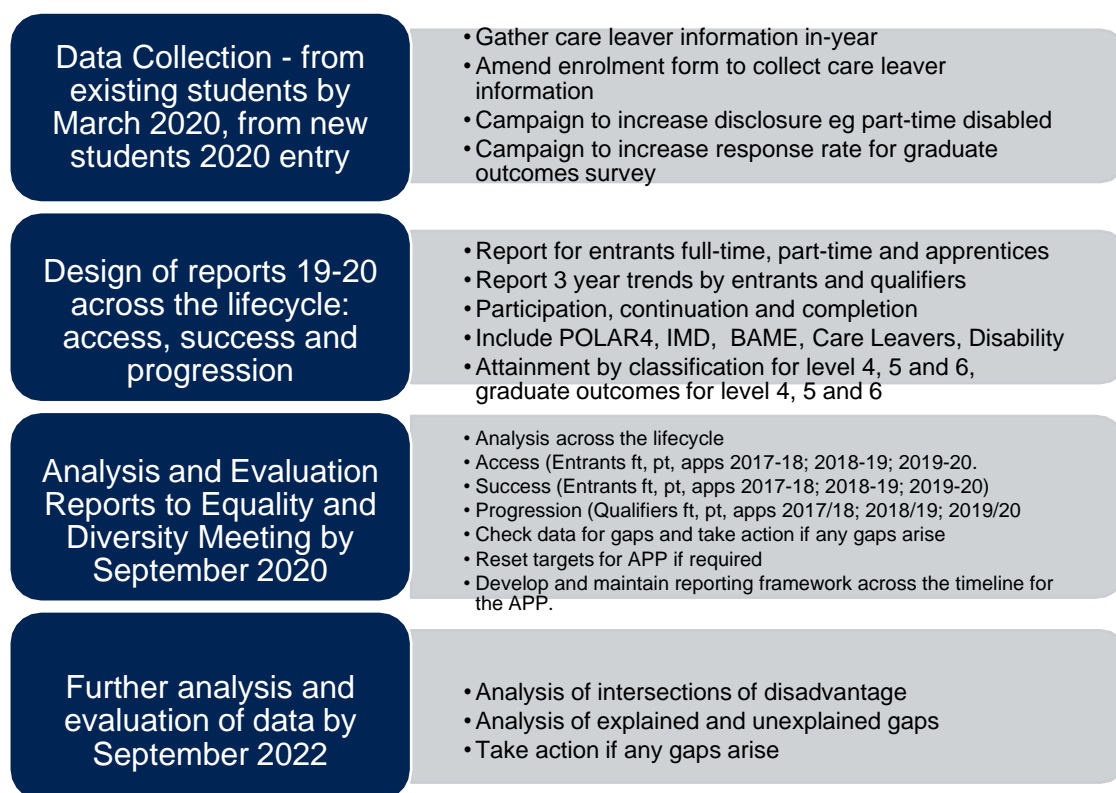 Data Collection - from
existing students by
March 2020, from new
students 2020 entry
• Gather care leaver information in-year
• Amend enrolment form to collect care leaver
information
• Campaign to increase disclosure eg part-time disabled
• Campaign to increase response rate for graduate
outcomes survey
Design of reports 19-20
across the lifecycle:
access, success and
progression
• Report for entrants full-time, part-time and apprentices
• Report 3 year trends by entrants and qualifiers
• Participation, continuation and completion
• Include POLAR4, IMD, BAME, Care Leavers, Disability
• Attainment by classification for level 4, 5 and 6,
graduate outcomes for level 4, 5 and 6
Analysis and Evaluation
Reports to Equality and
Diversity Meeting by
September 2020
• Analysis across the lifecycle
• Access (Entrants ft, pt, apps 2017-18; 2018-19; 2019-20.
• Success (Entrants ft, pt, apps 2017-18; 2018-19; 2019-20)
• Progression (Qualifiers ft, pt, apps 2017/18; 2018/19; 2019/20
• Check data for gaps and take action if any gaps arise
• Reset targets for APP if required
• Develop and maintain reporting framework across the timeline for
the APP.
Further analysis and
evaluation of data by
September 2022
• Analysis of intersections of disadvantage
• Analysis of explained and unexplained gaps
• Take action if any gaps arise